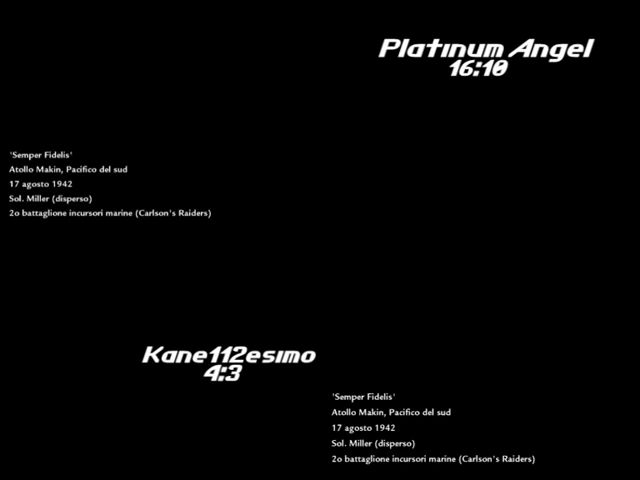 Platinum Angel
16:10
'Semper Fidelis'
Atollo Makin, Pacifico del sud
17 agosto 1942
Sol. Miller (disperso)
2o battaglione incursori marine (Carlson's Raiders)
Kane112esimo
4:3
'Semper Fidelis'
Atollo Makin, Pacifico del sud
17 agosto 1942
Sol. Miller (disperso)
2o battaglione incursori marine (Carlson's Raiders)